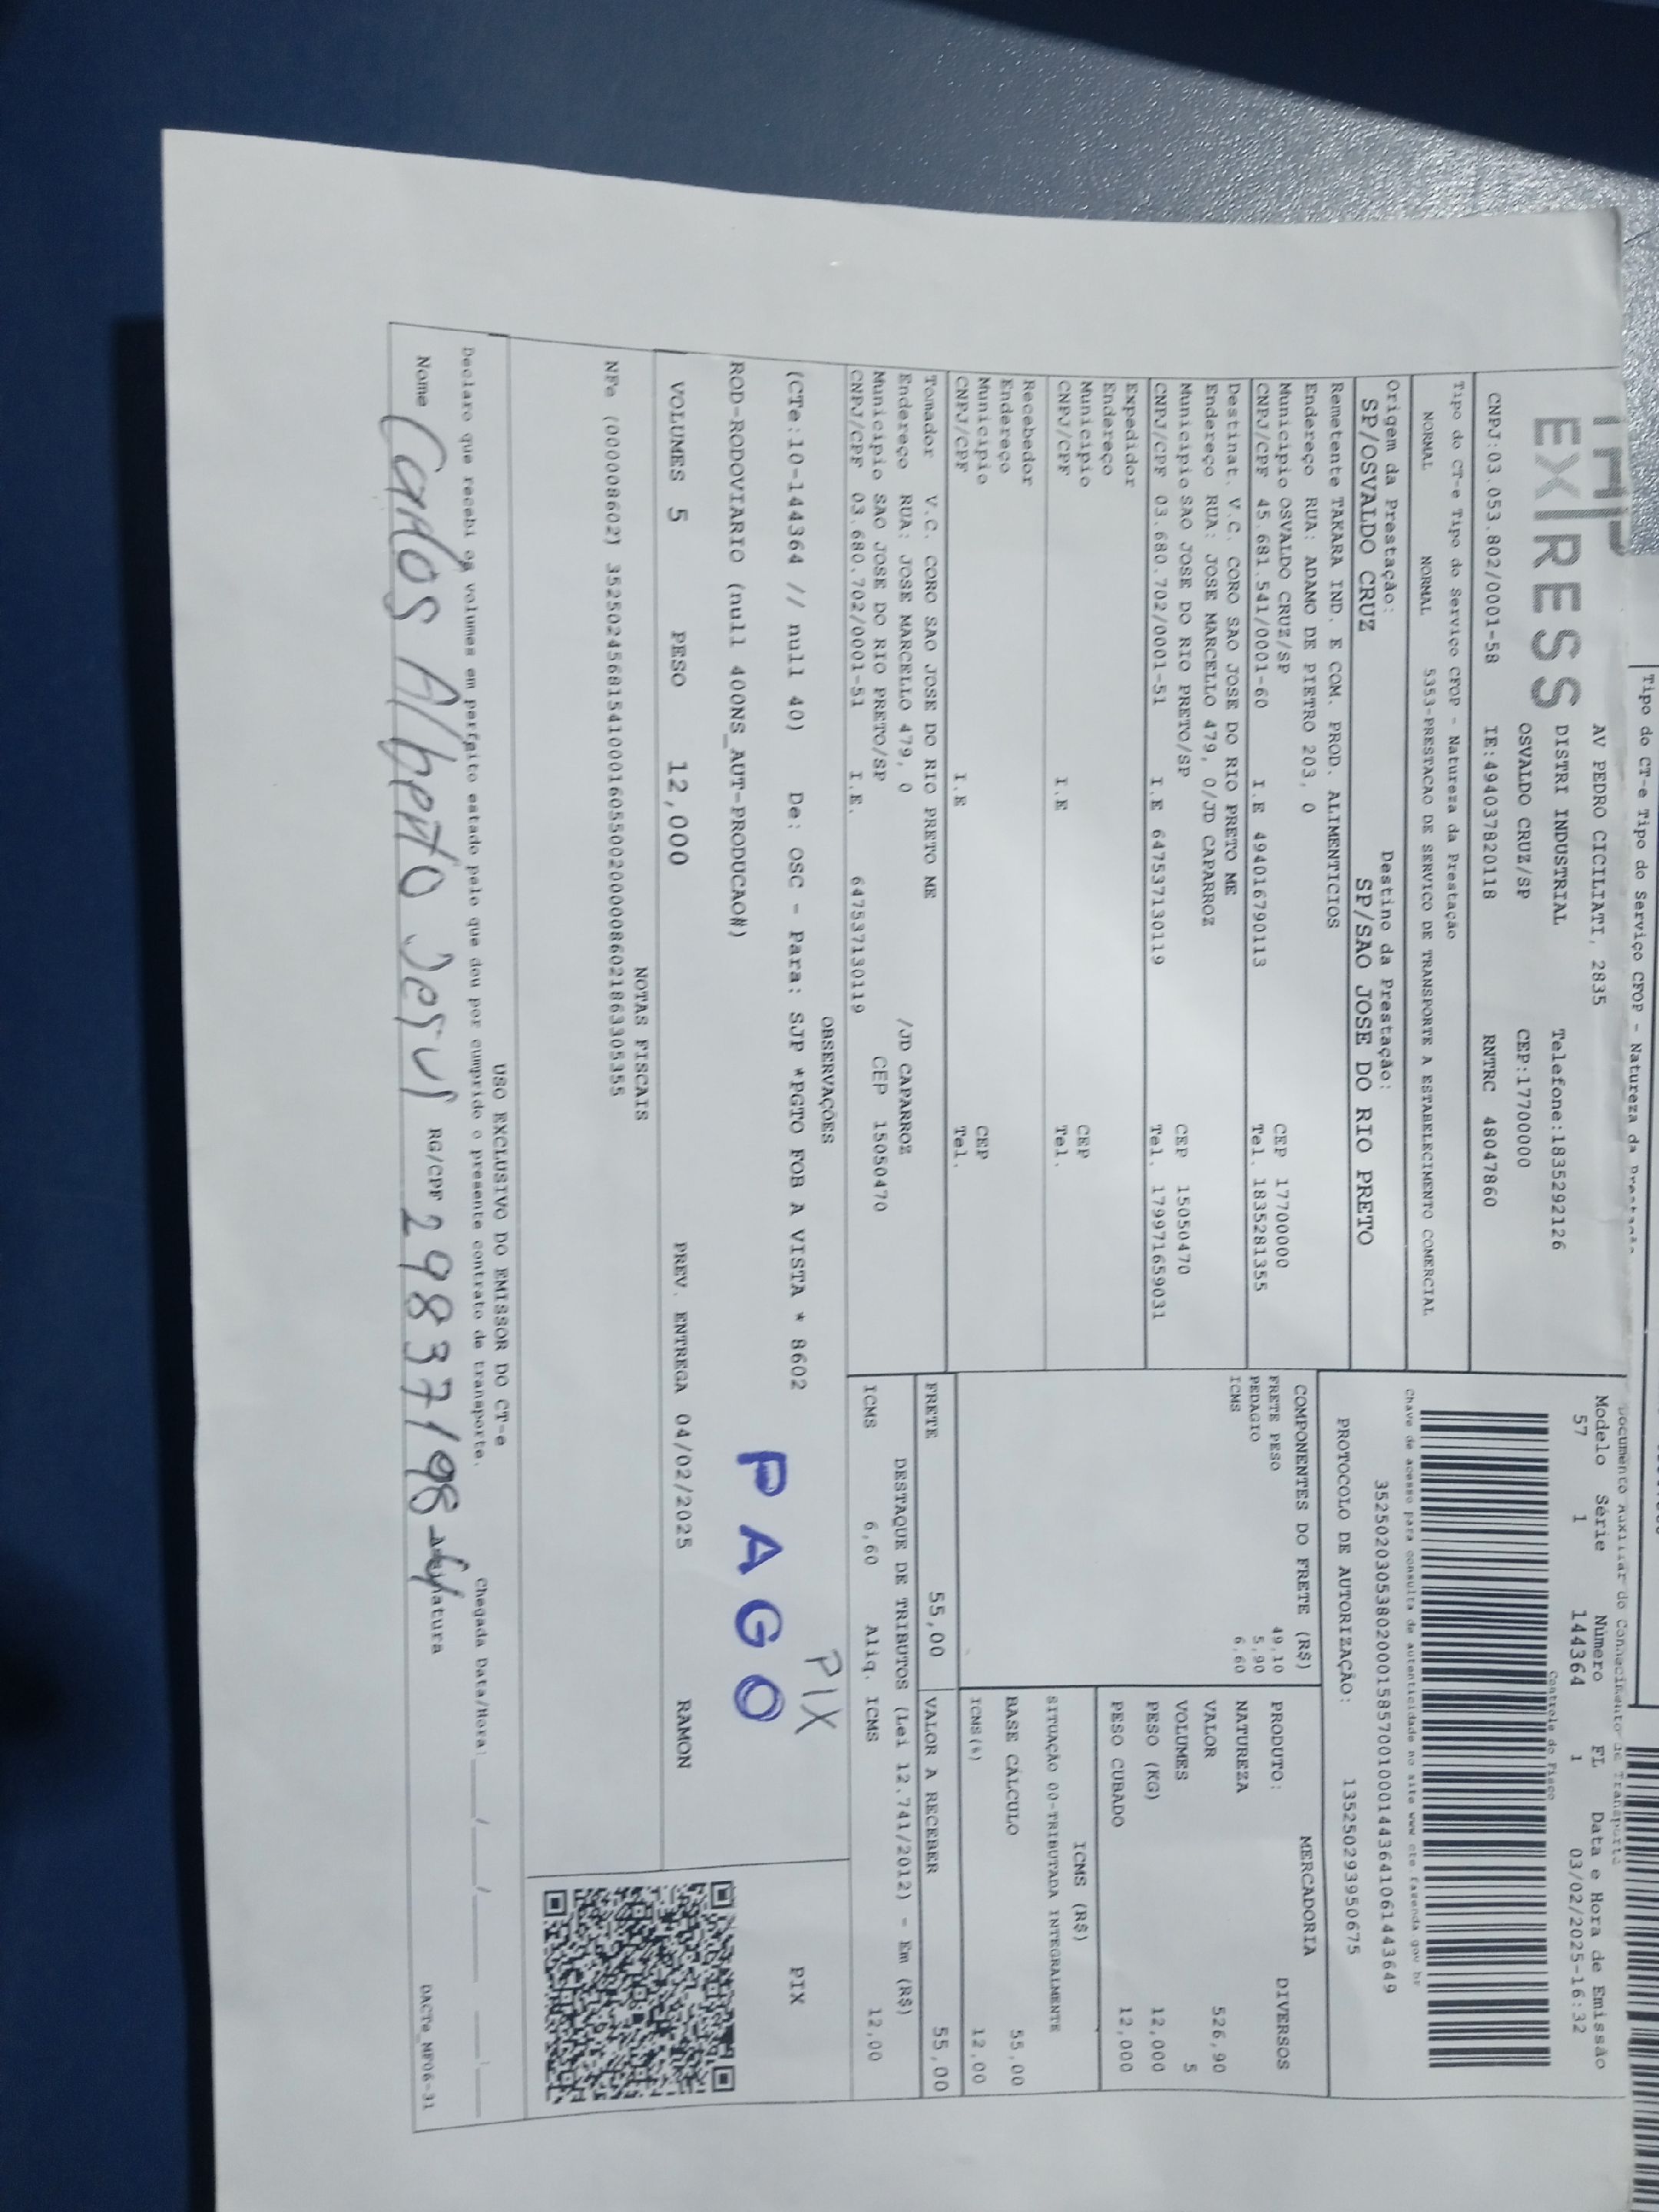 Tipo do CT-e Tipo do Serviço CFOP - Natureza da Prestação
EXPRESS
AV PEDRO CICILIATI, 2835
DISTRI INDUSTRIAL Telefone:1835292126
OSVALDO CRUZ/SP CEP:17700000
CNPJ:03.053.802/0001-58 IE:494037820118 RNTRC 48047860
Documento Auxiliar do Conhecimento de Transporte
Modelo Série Número FL Data e Hora de Emissão
57 1 144364 1 03/02/2025-16:32
Controle do Fisco
Tipo do CT-e Tipo do Serviço CFOP - Natureza da Prestação
NORMAL NORMAL 5353-PRESTACAO DE SERVICO DE TRANSPORTE A ESTABELECIMENTO COMERCIAL
Chave de acesso para consulta de autenticidade no site www cte fazenda gov br
35250203053802000158570010001443641061443649
Origem da Prestação: Destino da Prestação:
SP/OSVALDO CRUZ SP/SAO JOSE DO RIO PRETO
PROTOCOLO DE AUTORIZAÇÃO: 135250293950675
Remetente TAKARA IND. E COM. PROD. ALIMENTICIOS
Endereço RUA: ADAMO DE PIETRO 203, 0
Município OSVALDO CRUZ/SP CEP 17700000
CNPJ/CPF 45.681.541/0001-60 I.E 494016790113 Tel. 1835281355
Destinat. V.C. CORO SAO JOSE DO RIO PRETO ME
Endereço RUA: JOSE MARCELLO 479, 0/JD CAPARROZ
Município SAO JOSE DO RIO PRETO/SP CEP 15050470
CNPJ/CPF 03.680.702/0001-51 I.E 647537130119 Tel. 179971659031
Expedidor
Endereço
Município CEP
CNPJ/CPF I.E Tel.
Recebedor
Endereço
Município CEP
CNPJ/CPF I.E Tel.
Tomador V.C. CORO SAO JOSE DO RIO PRETO ME
Endereço RUA: JOSE MARCELLO 479, 0 /JD CAPARROZ
Município SAO JOSE DO RIO PRETO/SP CEP 15050470
CNPJ/CPF 03.680.702/0001-51 I.E. 647537130119
COMPONENTES DO FRETE (R$)
FRETE PESO 49,10
PEDAGIO 5,90
ICMS 6,60
MERCADORIA
PRODUTO: DIVERSOS
NATUREZA
VALOR 526,90
VOLUMES 5
PESO (KG) 12,000
PESO CUBADO 12,000
ICMS (R$)
SITUAÇÃO 00-TRIBUTADA INTEGRALMENTE
BASE CÁLCULO 55,00
ICMS(%) 12,00
FRETE 55,00 VALOR A RECEBER 55,00
DESTAQUE DE TRIBUTOS (Lei 12.741/2012) - Em (R$)
ICMS 6,60 Aliq. ICMS 12,00
OBSERVAÇÕES
(CTe:10-144364 // null 40) De: OSC - Para: SJP *PGTO FOB A VISTA * 8602
ROD-RODOVIARIO (null 400NS_AUT-PRODUCAO#)
PIX
PAGO
PIX
VOLUMES 5 PESO 12,000 PREV. ENTREGA 04/02/2025 RAMON
NOTAS FISCAIS
NFe (000008602) 35250245681541000160550020000086021863305355
USO EXCLUSIVO DO EMISSOR DO CT-e
Declaro que recebi os volumes em perfeito estado pelo que dou por cumprido o presente contrato de transporte. Chegada Data/Hora: ___/___/___ ___:___
Nome Carlos Alberto RG/CPF
DACTe_NF06-31